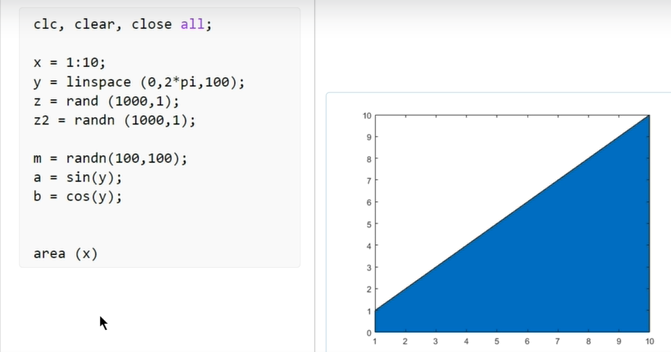 clc, clear, close all;
x = 1:10;
y = linspace (0,2*pi,100);
z = rand (1000,1);
z2 = randn (1000,1);
m = randn(100,100);
a = sin(y);
b = cos(y);
area (x)
10
9
8
7
6
5
4
3
2
1
0
1 2 3 4 5 6 7 8 9 10